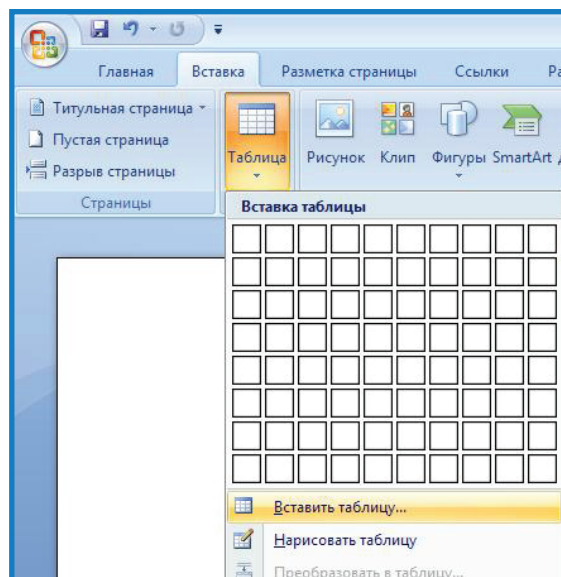 Главная Вставка Разметка страницы Ссылки Ра
Титульная страница
Пустая страница
Разрыв страницы
Таблица Рисунок Клип Фигуры SmartArt
Страницы
Вставка таблицы
Вставить таблицу...
Нарисовать таблицу
Преобразовать в таблицу...